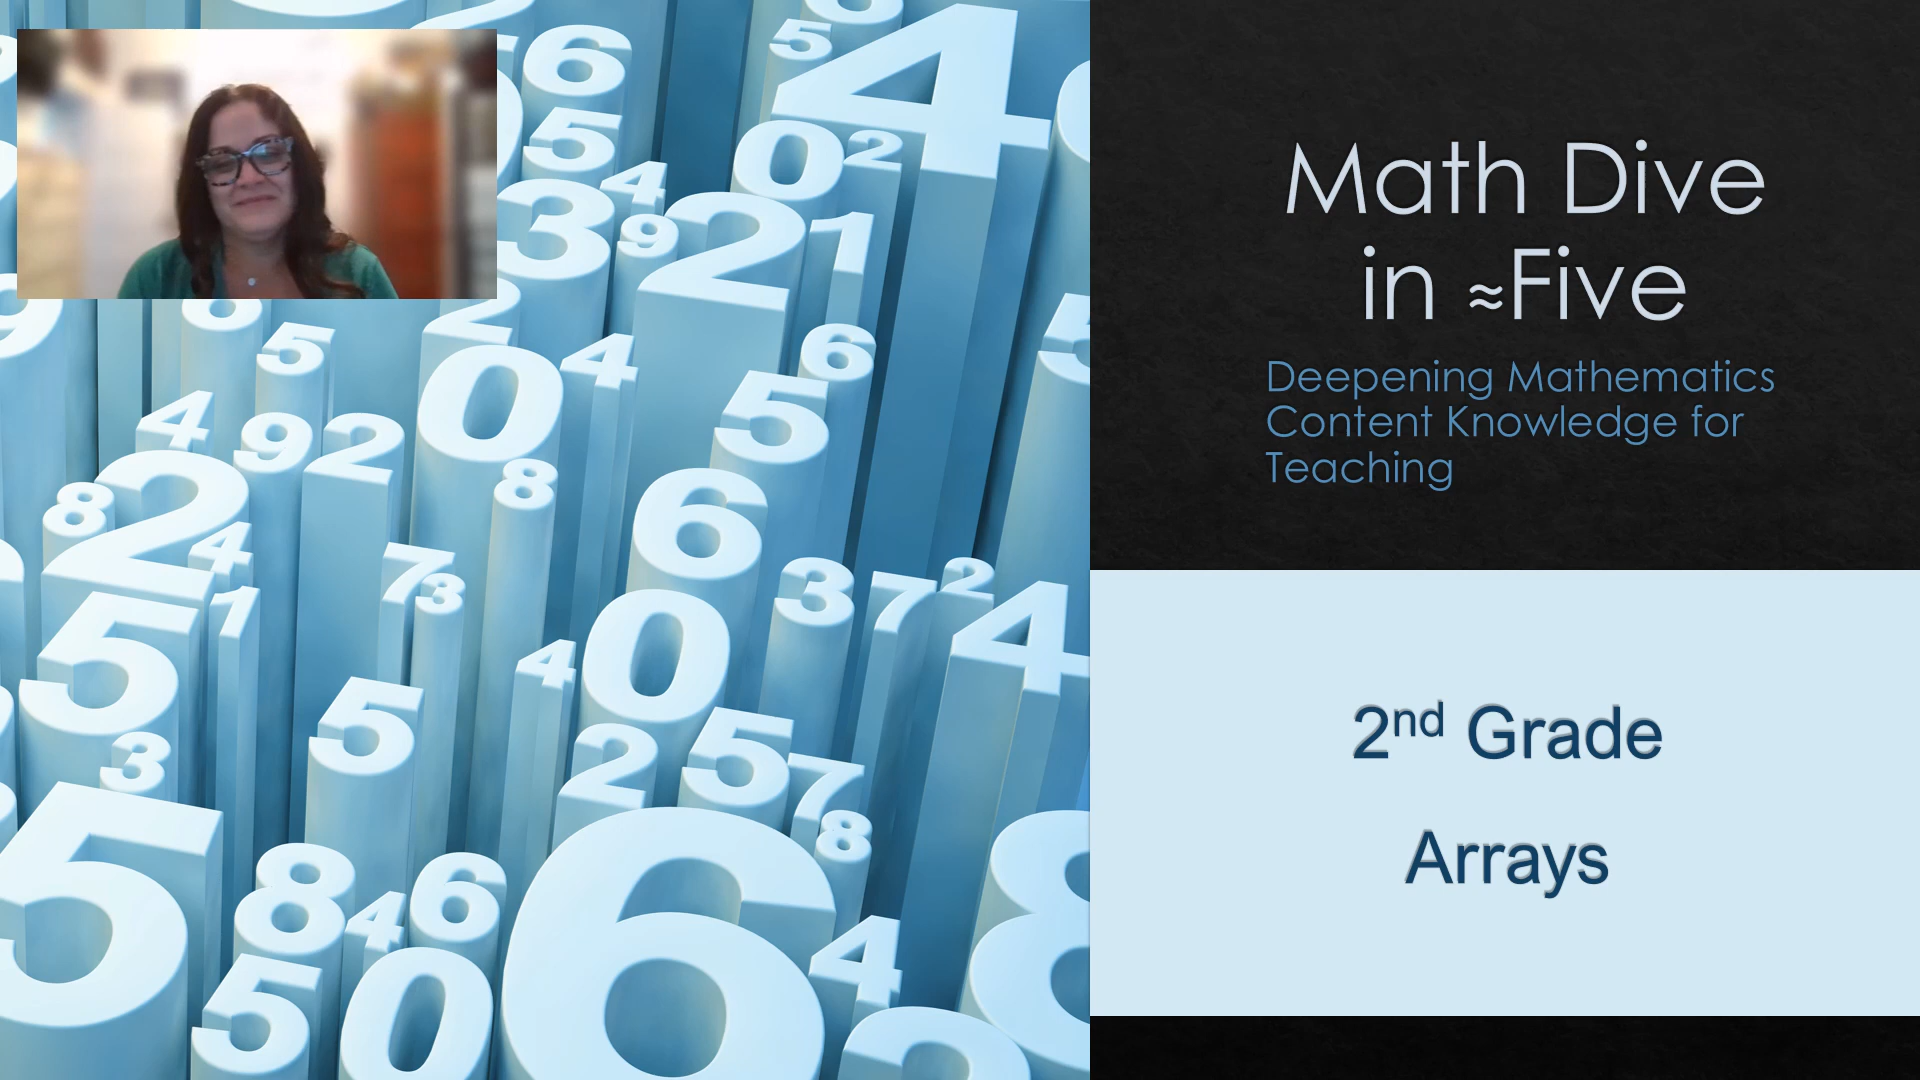 Math Dive
in ≈Five
Deepening Mathematics
Content Knowledge for
Teaching
2nd Grade
Arrays